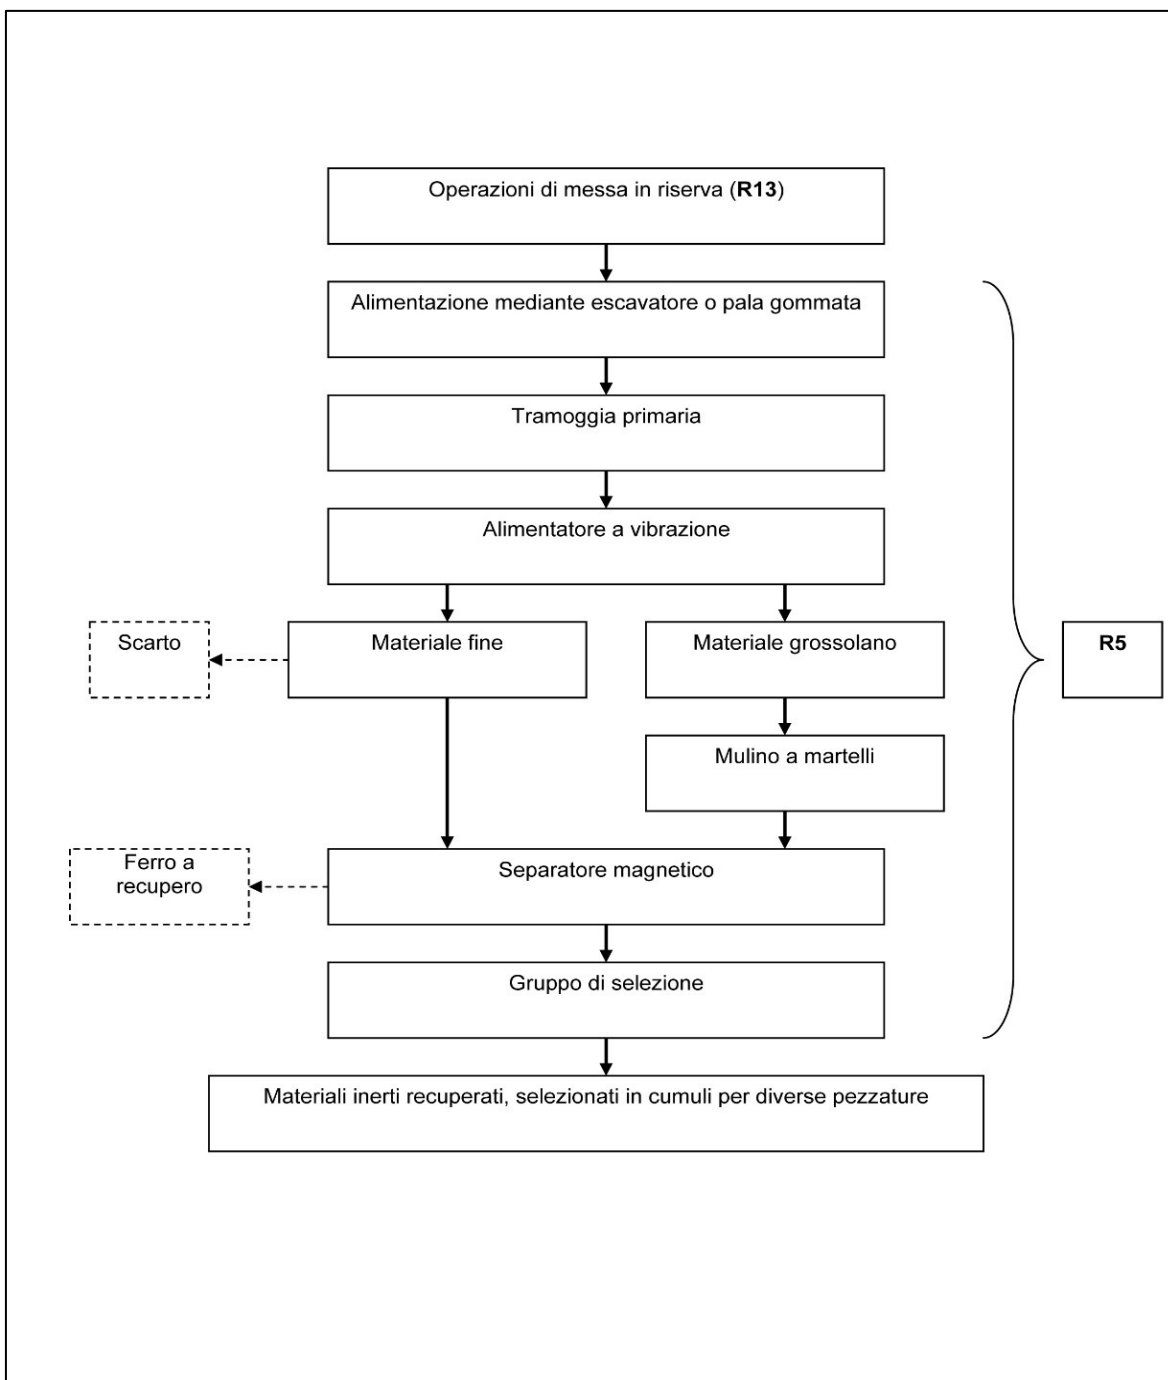 Operazioni di messa in riserva (R13)
Alimentazione mediante escavatore o pala gommata
Tramoggia primaria
Alimentatore a vibrazione
Scarto
Materiale fine
Materiale grossolano
R5
Mulino a martelli
Ferro a
recupero
Separatore magnetico
Gruppo di selezione
Materiali inerti recuperati, selezionati in cumuli per diverse pezzature